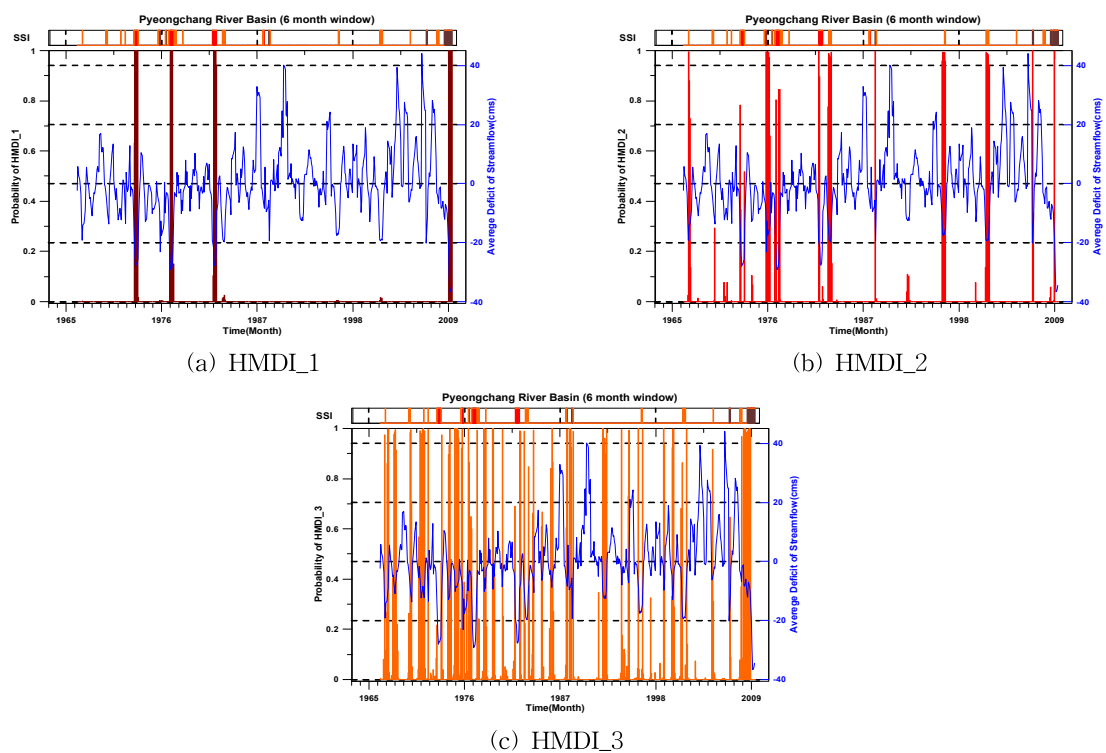 Pyeongchang River Basin (6 month window)
SSI
1
0.8
0.6
0.4
0.2
0
Probability of HMDI_1
40
20
0
-20
-40
Averege Deficit of Streamflow(cms)
1965 1976 1987 1998 2009
Time(Month)
(a) HMDI_1
Pyeongchang River Basin (6 month window)
SSI
1
0.8
0.6
0.4
0.2
0
Probability of HMDI_2
40
20
0
-20
-40
Averege Deficit of Streamflow(cms)
1965 1976 1987 1998 2009
Time(Month)
(b) HMDI_2
Pyeongchang River Basin (6 month window)
SSI
1
0.8
0.6
0.4
0.2
0
Probability of HMDI_3
40
20
0
-20
-40
Averege Deficit of Streamflow(cms)
1965 1976 1987 1998 2009
Time(Month)
(c) HMDI_3